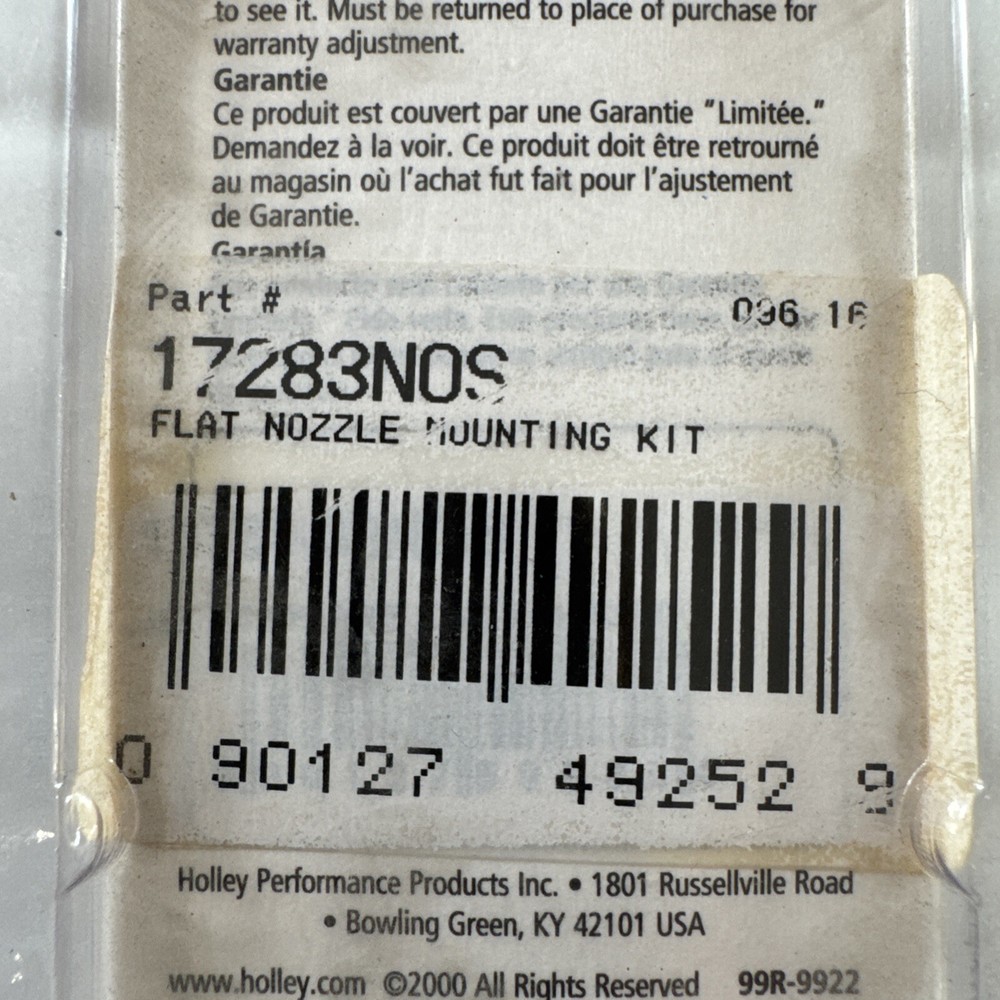 to see it. Must be returned to place of purchase for
warranty adjustment.
Garantie
Ce produit est couvert par une Garantie "Limitée."
Demandez à la voir. Ce produit doit être retrourné
au magasin où l'achat fut fait pour l'ajustement
de Garantie.
Garantía
Part #
096 16
17283NOS
FLAT NOZZLE MOUNTING KIT
0 90127 49252 9
Holley Performance Products Inc. • 1801 Russellville Road
• Bowling Green, KY 42101 USA
www.holley.com ©2000 All Rights Reserved 99R-9922